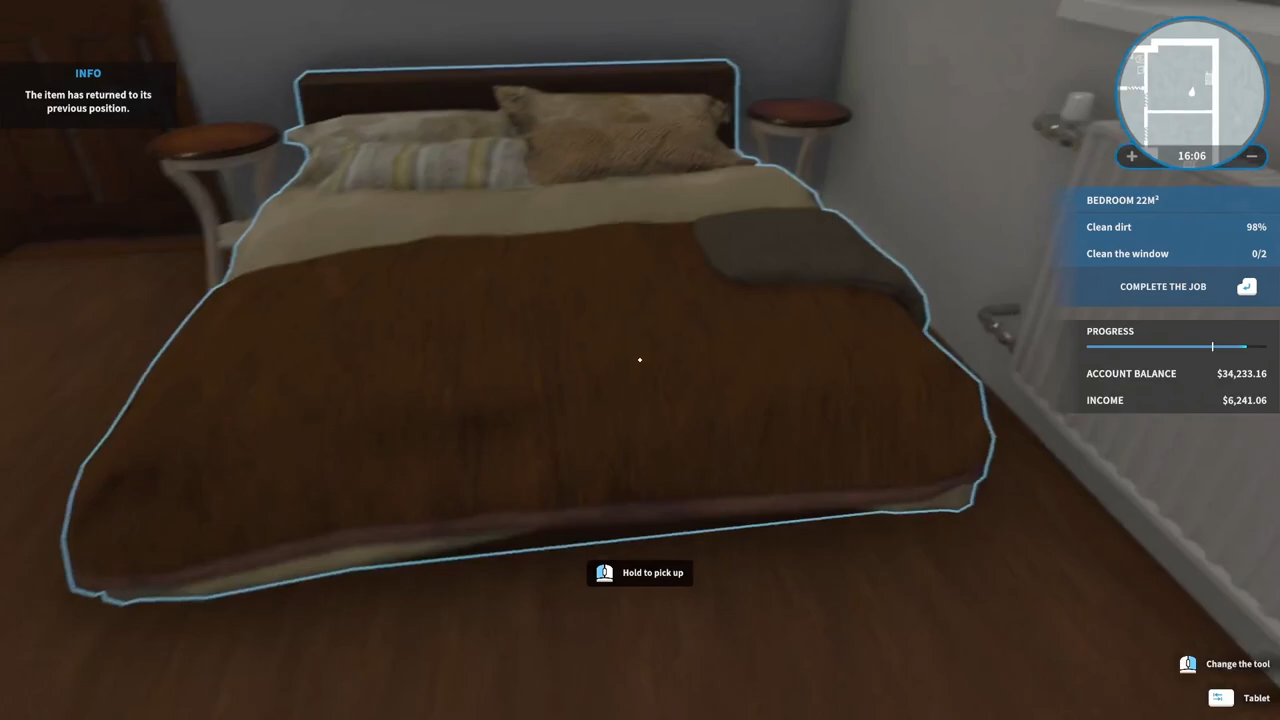 INFO
The item has returned to its
previous position.
16:06
BEDROOM 22M²
Clean dirt 98%
Clean the window 0/2
COMPLETE THE JOB
PROGRESS
ACCOUNT BALANCE $34,233.16
INCOME $6,241.06
Hold to pick up
Change the tool
Tablet